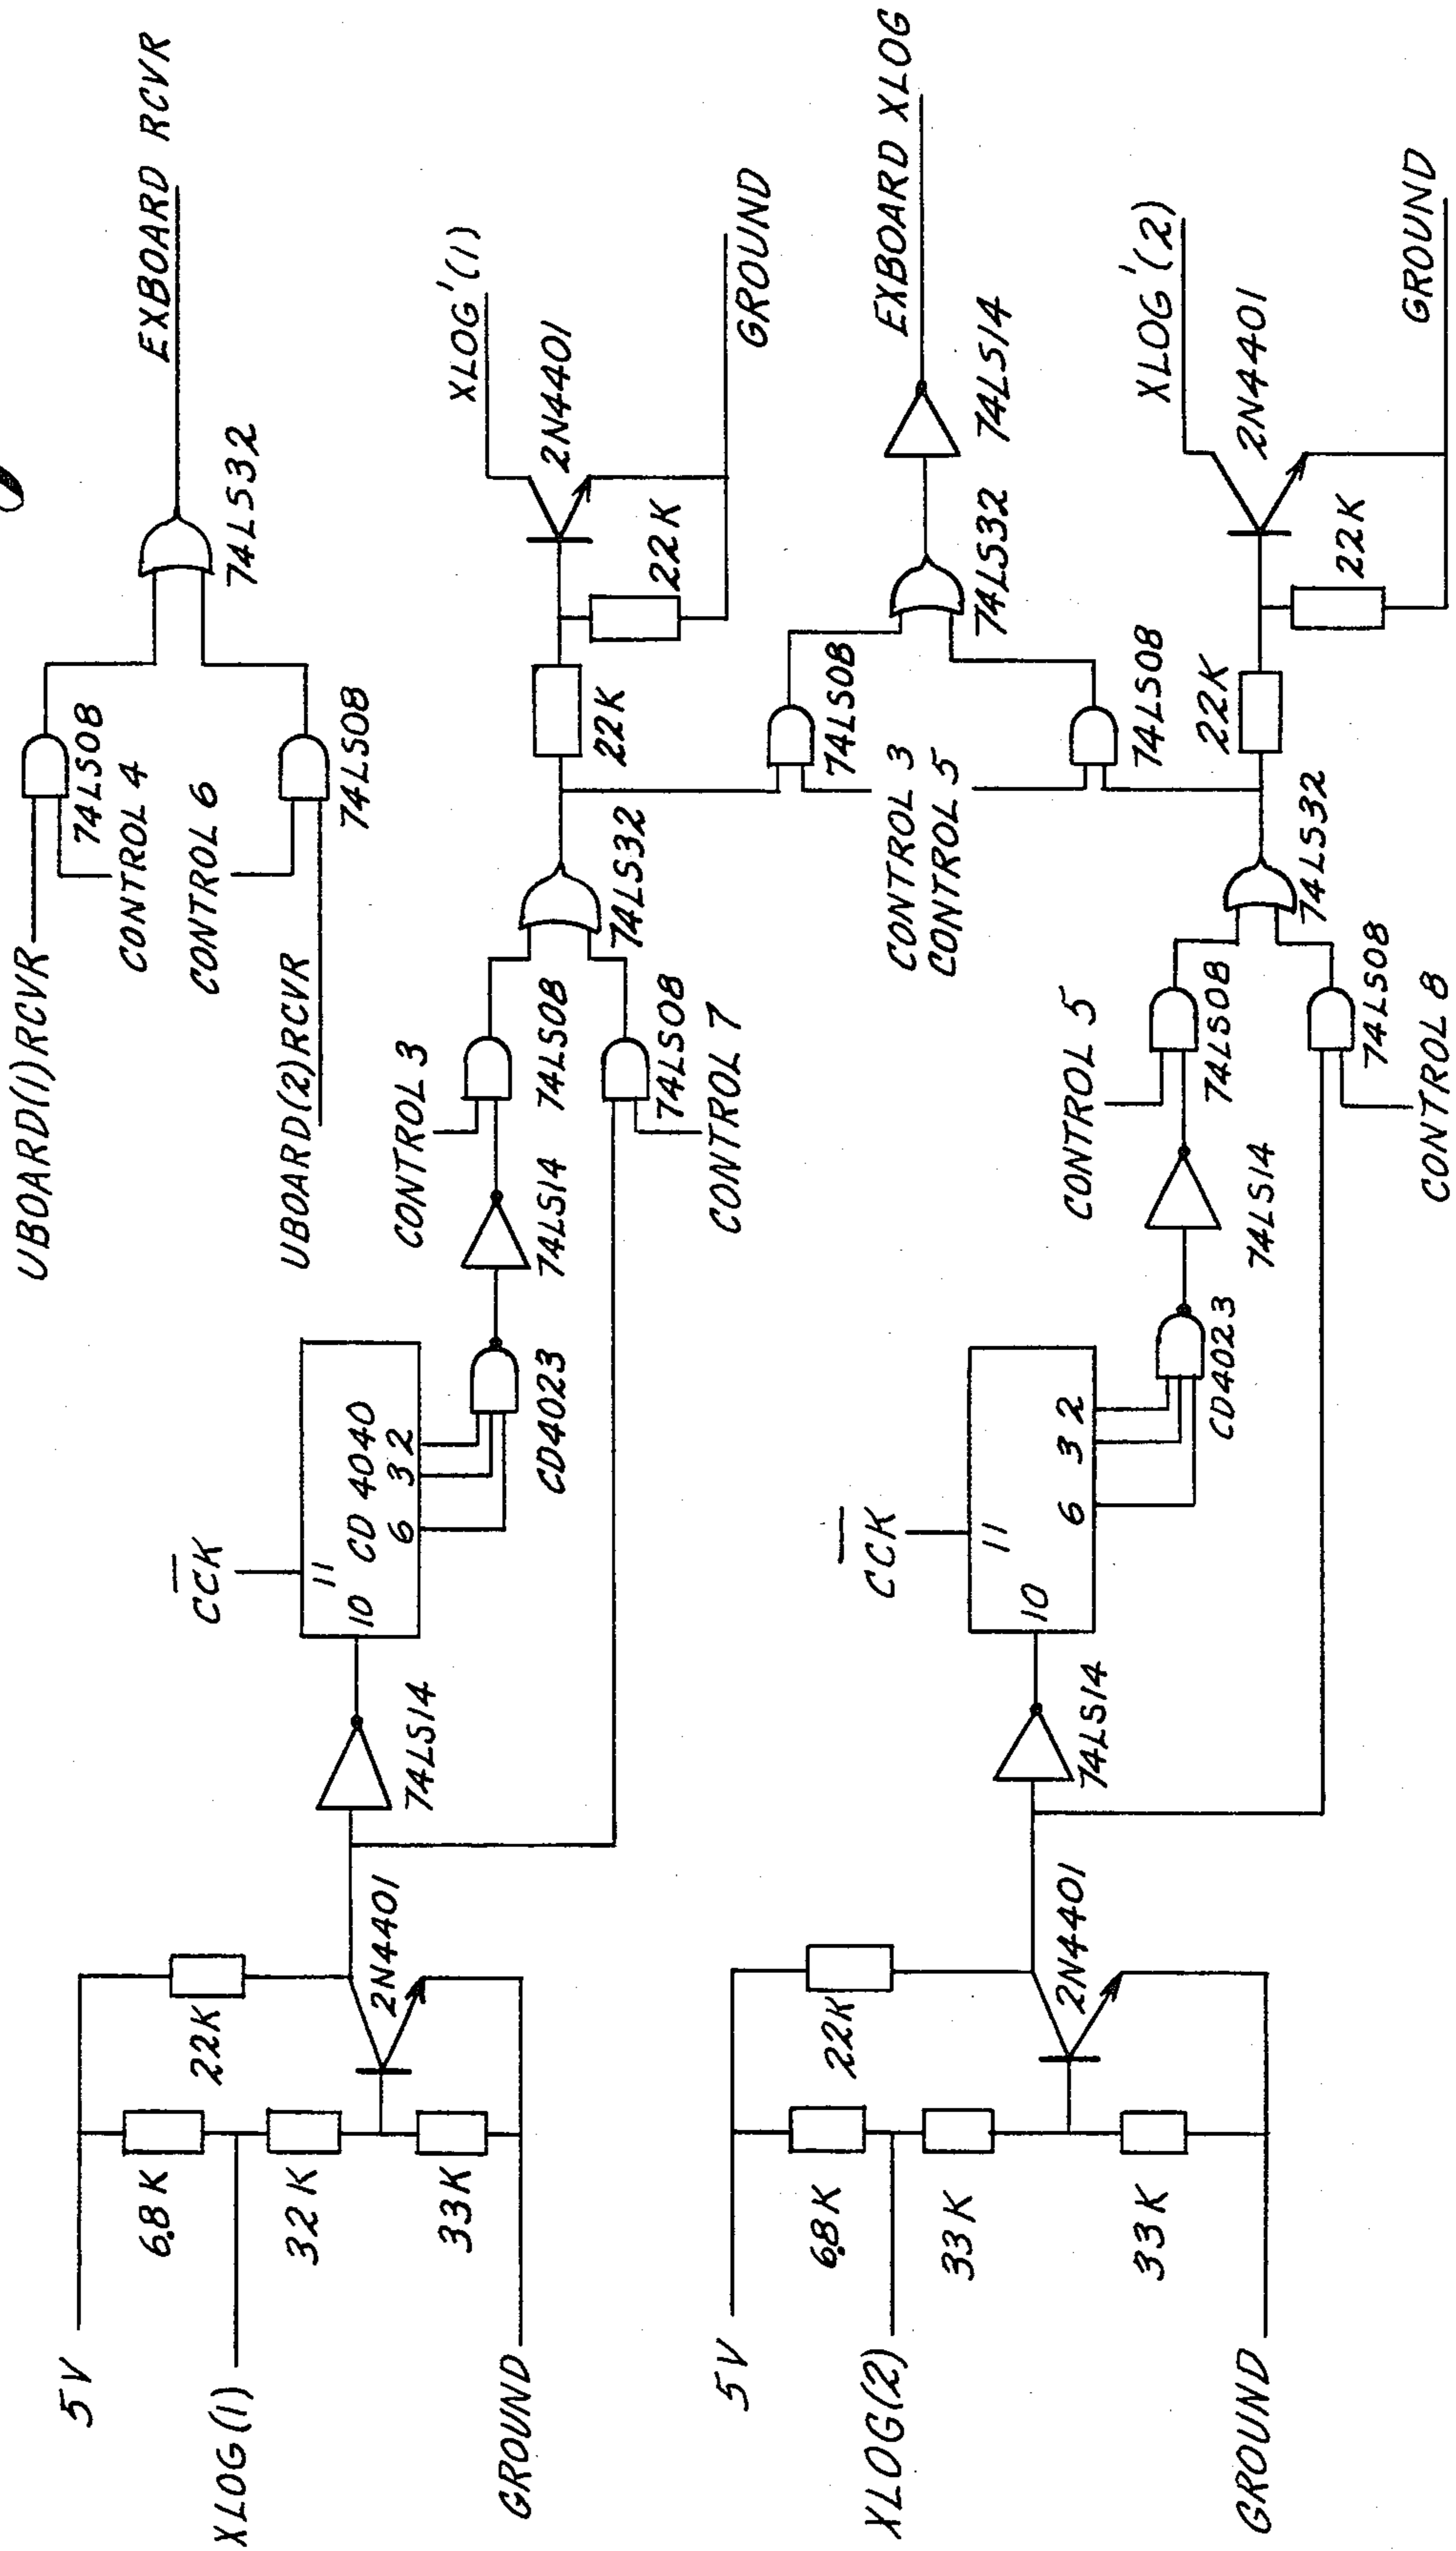 UBOARD(1)RCVR
74LS08
CONTROL 4
CONTROL 6
UBOARD(2)RCVR
74LS08
74LS32
EXBOARD RCVR
5V
6.8K
22K
XLOG(1)
32K
33K
GROUND
2N4401
74LS14
CCK
11
10
CD 4040
6
3
2
CD4023
74LS14
CONTROL 3
74LS08
74LS08
CONTROL 7
74LS32
22K
22K
2N4401
XLOG'(1)
GROUND
74LS08
CONTROL 3
CONTROL 5
74LS08
74LS32
74LS14
EXBOARD XLOG
5V
6.8K
22K
XLOG(2)
33K
33K
GROUND
2N4401
74LS14
CCK
11
10
6
3
2
CD4023
74LS14
CONTROL 5
74LS08
74LS08
CONTROL 8
74LS32
22K
22K
2N4401
XLOG'(2)
GROUND